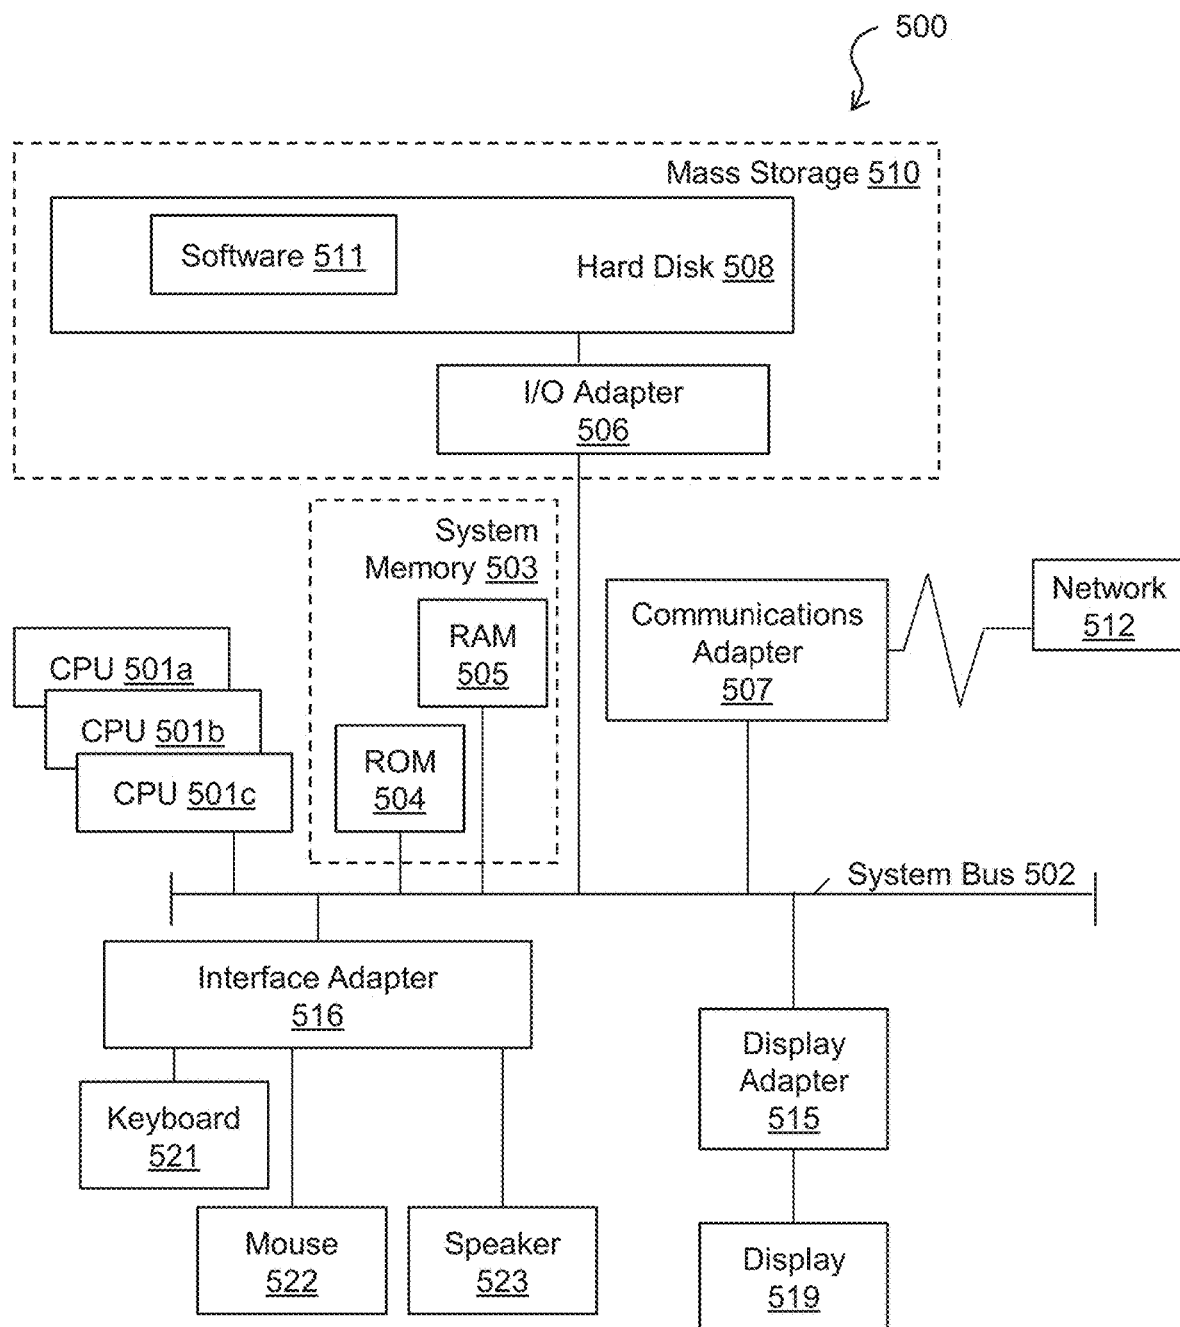 500
Mass Storage 510
Software 511
Hard Disk 508
I/O Adapter
506
System
Memory 503
RAM
505
ROM
504
CPU 501a
CPU 501b
CPU 501c
Communications
Adapter
507
Network
512
System Bus 502
Interface Adapter
516
Keyboard
521
Mouse
522
Speaker
523
Display
Adapter
515
Display
519